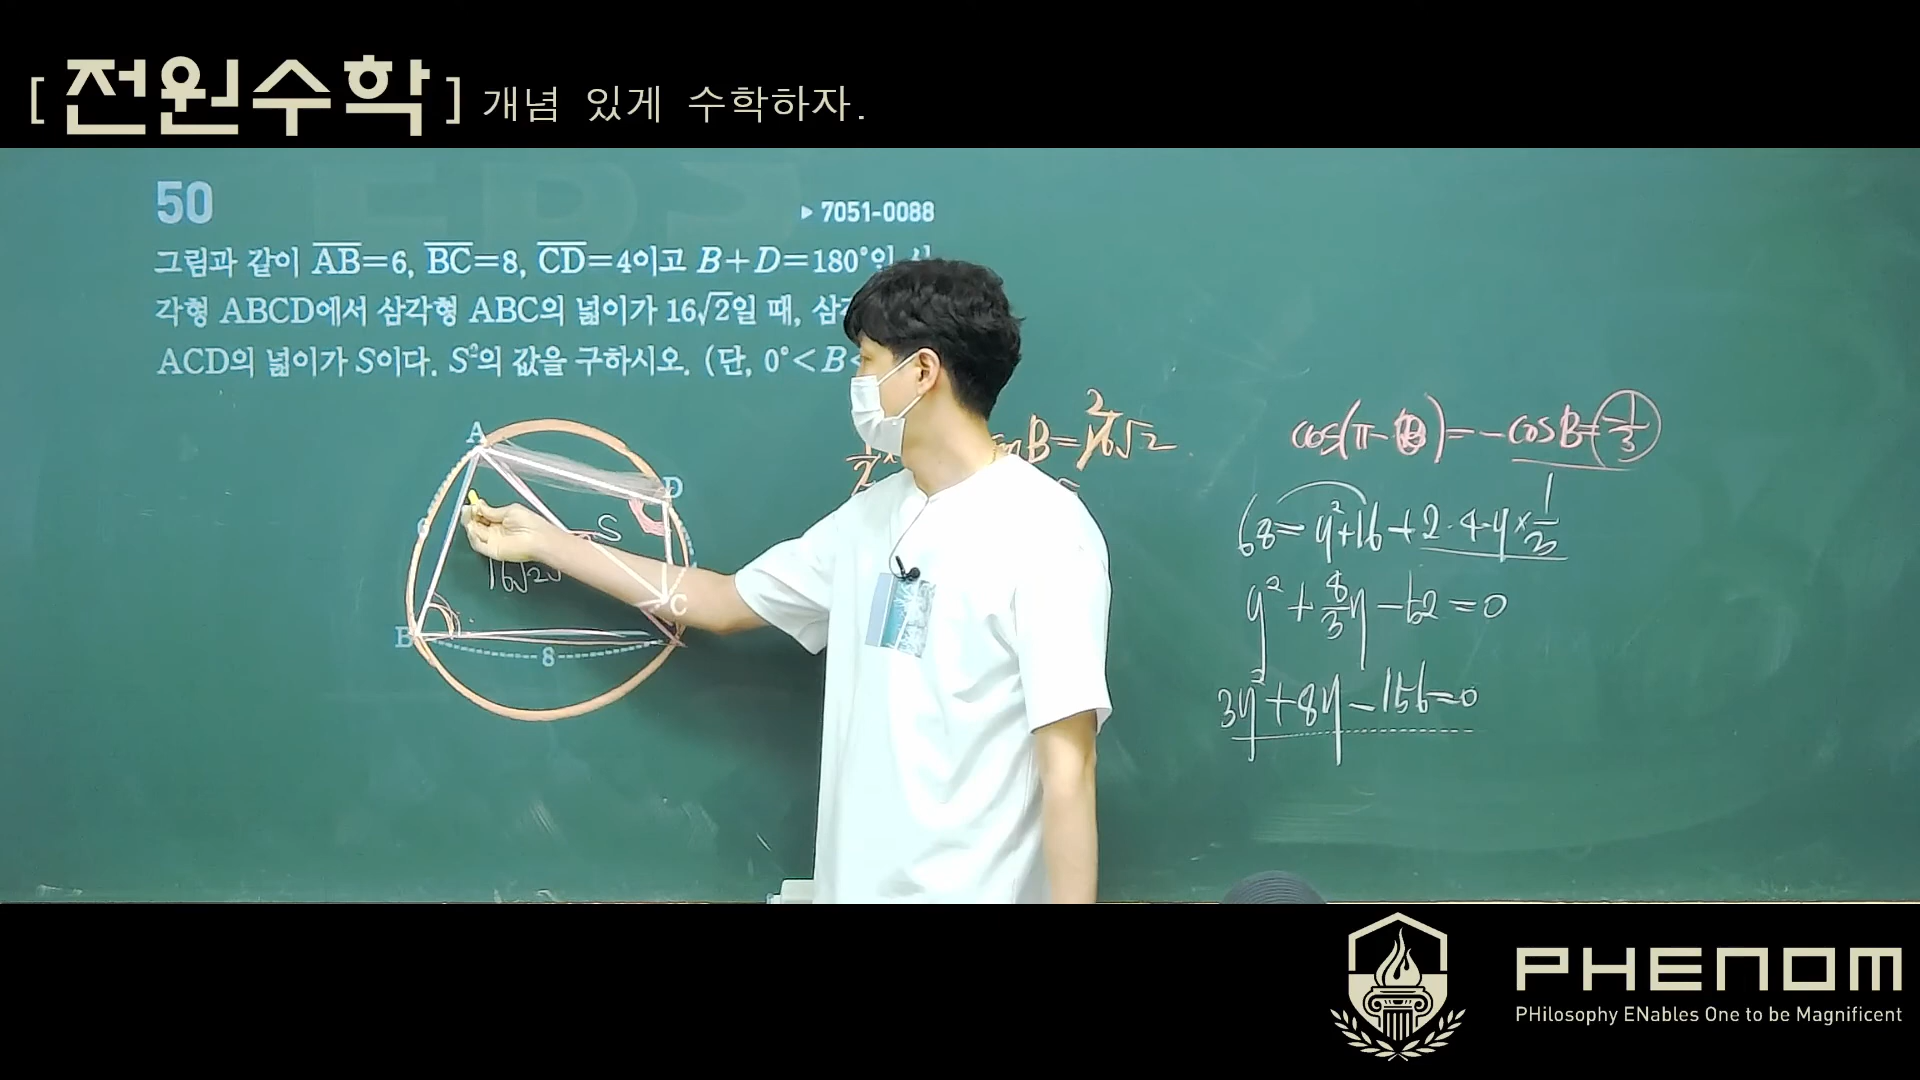 [ 전원수학 ] 개념 있게 수학하자.
50
▶ 7051-0088
그림과 같이 AB=6, BC=8, CD=4이고 B+D=180°인
각형 ABCD에서 삼각형 ABC의 넓이가 16√2일 때,
ACD의 넓이가 S이다. S²의 값을 구하시오. (단, 0°<B<
A
D
S
16√2
B
C
8
B=16√2
2
cos(π-B)=-cosB=1/3
68=y²+16+2·4·y×1/3
y²+8/3y-52=0
3y²+8y-156=0
PHENOM
PHilosophy ENables One to be Magnificent